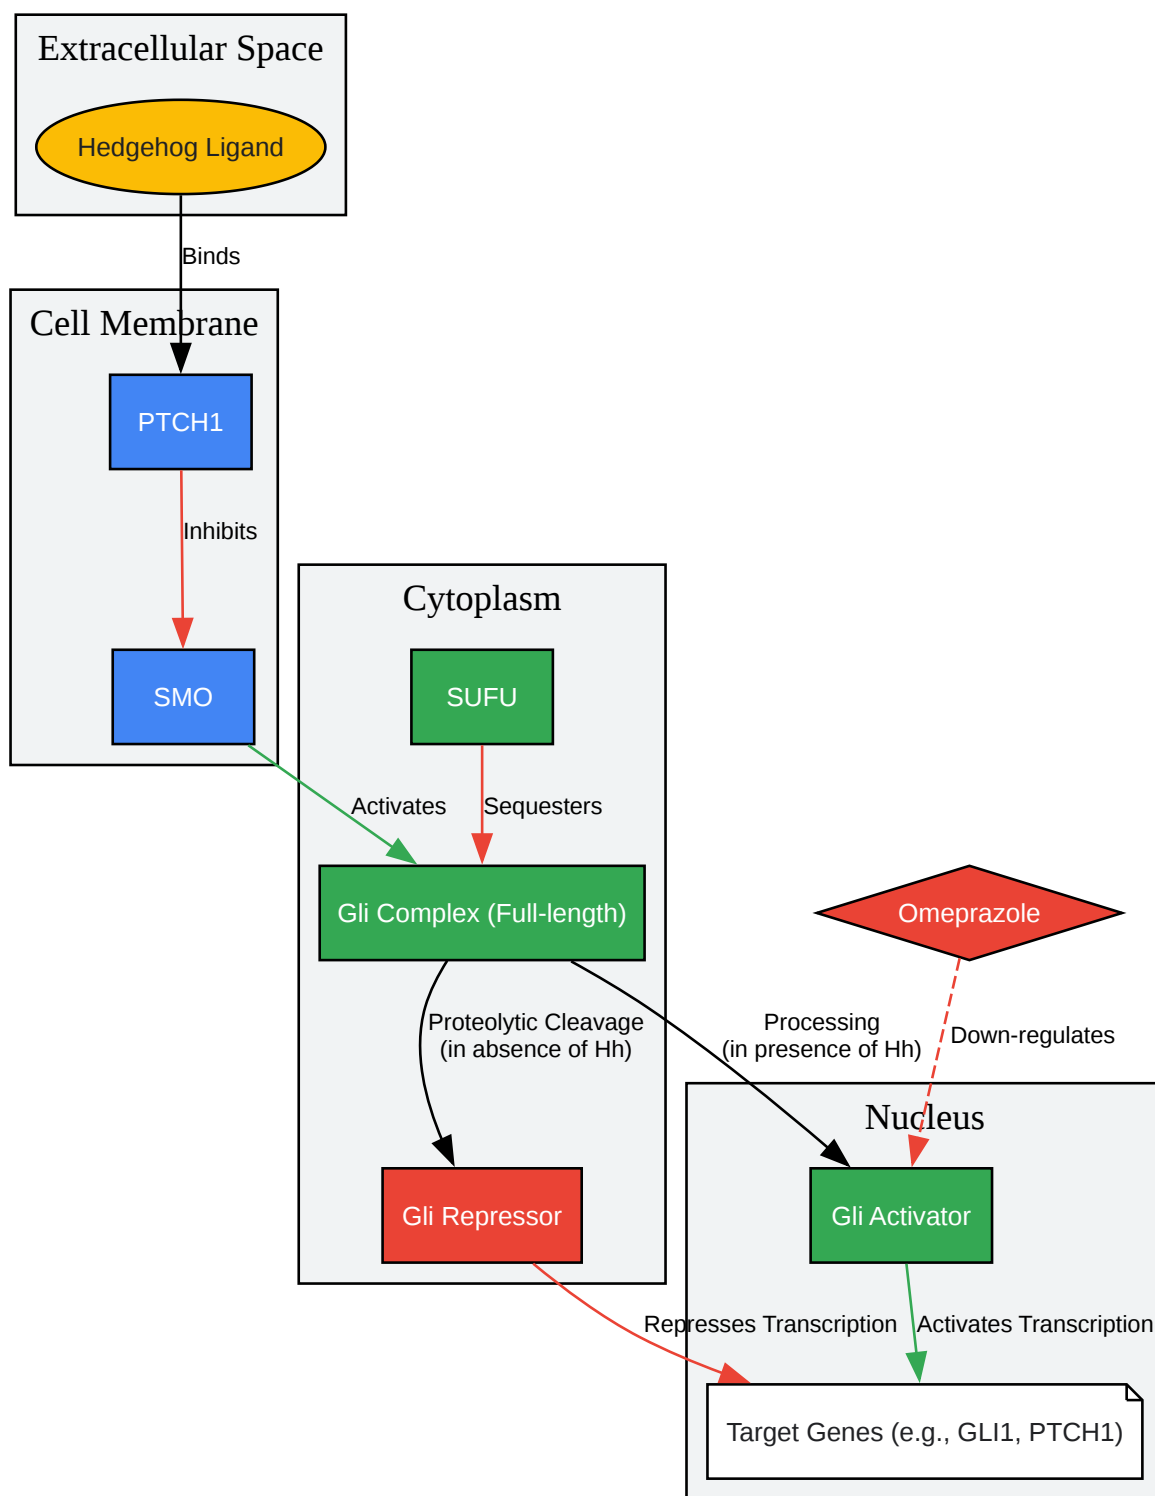 Extracellular Space
Hedgehog Ligand
Binds
Cell Membrane
PTCH1
Inhibits
SMO
Cytoplasm
SUFU
Activates
Sequesters
Gli Complex (Full-length)
Omeprazole
Proteolytic Cleavage
(in absence of Hh)
Processing
(in presence of Hh)
Down-regulates
Nucleus
Gli Repressor
Gli Activator
Represses Transcription
Activates Transcription
Target Genes (e.g., GLI1, PTCH1)